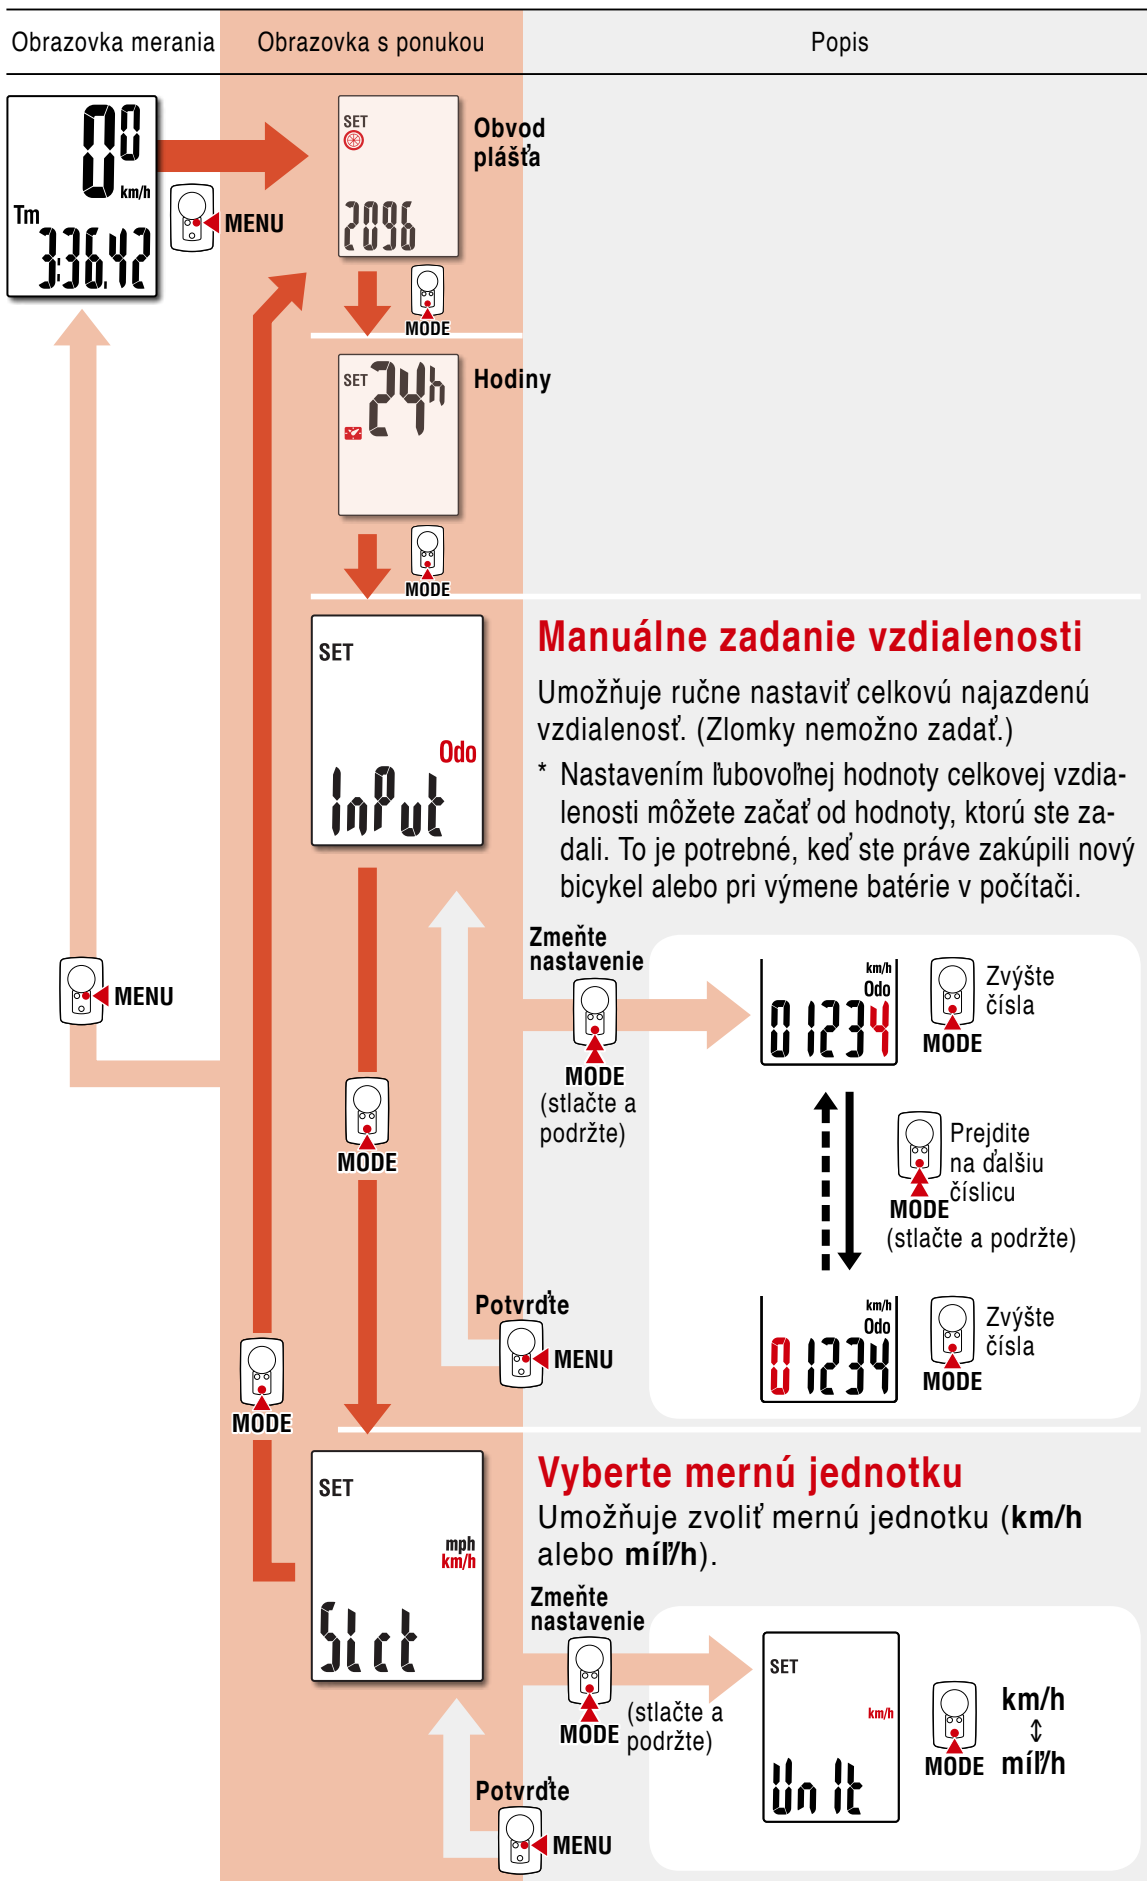 Obrazovka merania
Obrazovka s ponukou
Popis
00
km/h
Tm
3:36.42
MENU
SET
2096
Obvod
plášťa
MODE
SET
24h
Hodiny
MODE
SET
Odo
InPut
Manuálne zadanie vzdialenosti
Umožňuje ručne nastaviť celkovú najazdenú
vzdialenosť. (Zlomky nemožno zadať.)
* Nastavením ľubovoľnej hodnoty celkovej vzdia-
lenosti môžete začať od hodnoty, ktorú ste za-
dali. To je potrebné, keď ste práve zakúpili nový
bicykel alebo pri výmene batérie v počítači.
Zmeňte
nastavenie
MODE
(stlačte a
podržte)
km/h
Odo
01234
Zvýšte
čísla
MODE
MENU
MODE
Prejdite
na ďalšiu
číslicu
MODE
(stlačte a podržte)
Potvrďte
MENU
km/h
Odo
01234
Zvýšte
čísla
MODE
MODE
SET
mph
km/h
Slct
Vyberte mernú jednotku
Umožňuje zvoliť mernú jednotku (km/h
alebo míľ/h).
Zmeňte
nastavenie
MODE
(stlačte a
podržte)
SET
km/h
UnIt
MODE
km/h
⇕
míľ/h
Potvrďte
MENU